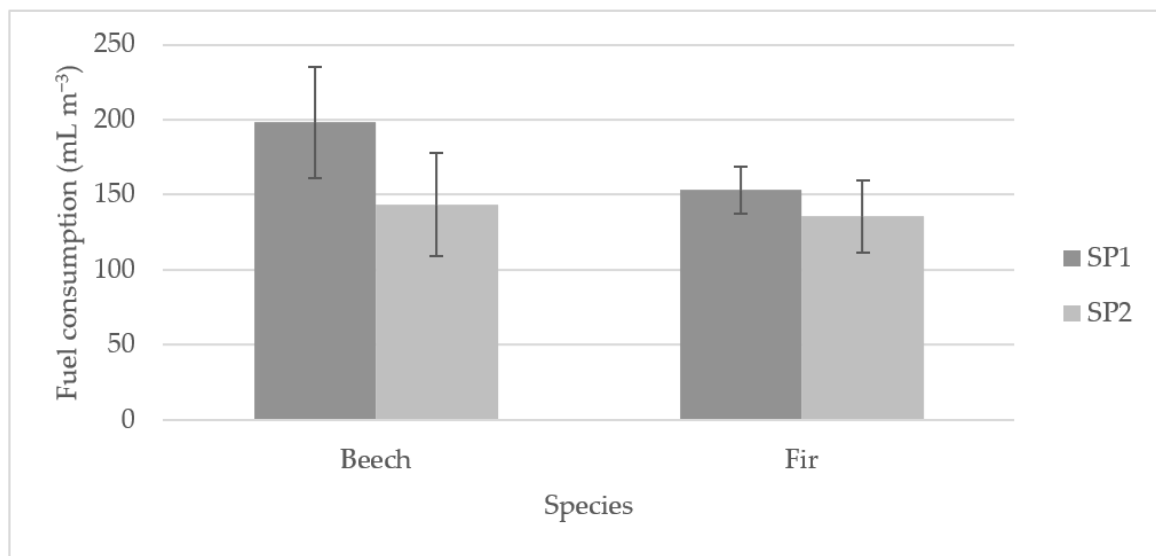 Fuel consumption (mL m⁻³)
250
200
150
100
50
0
Beech
Fir
Species
SP1
SP2